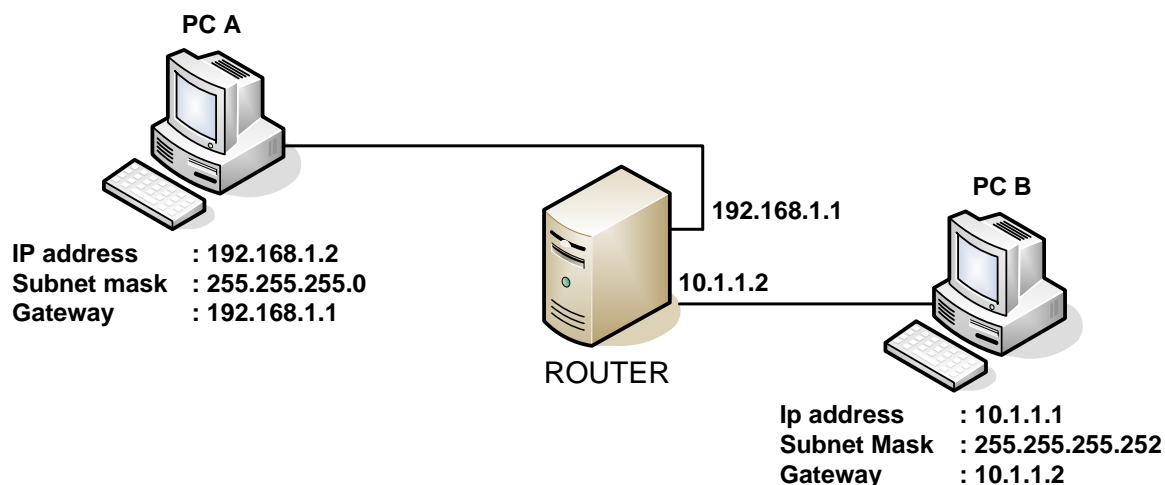 PC A
IP address : 192.168.1.2
Subnet mask : 255.255.255.0
Gateway : 192.168.1.1
192.168.1.1
10.1.1.2
ROUTER
PC B
Ip address : 10.1.1.1
Subnet Mask : 255.255.255.252
Gateway : 10.1.1.2